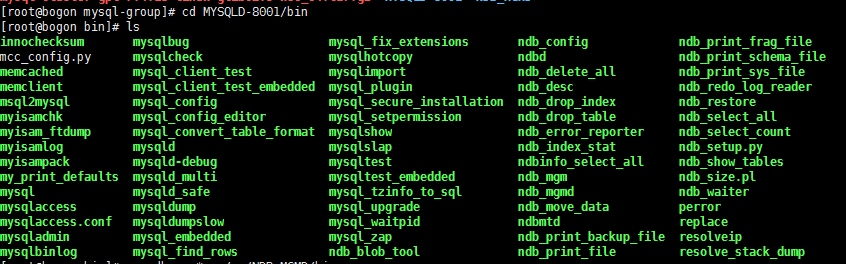 [root@bogon mysql-group]# cd MYSQLD-8001/bin
[root@bogon bin]# ls
innochecksum mysqlbug mysql_fix_extensions ndb_config ndb_print_frag_file
mcc_config.py mysqlcheck mysqlhotcopy ndbd ndb_print_schema_file
memcached mysql_client_test mysqlimport ndb_delete_all ndb_print_sys_file
memclient mysql_client_test_embedded mysql_plugin ndb_desc ndb_redo_log_reader
msql2mysql mysql_config mysql_secure_installation ndb_drop_index ndb_restore
myisamchk mysql_config_editor mysql_setpermission ndb_drop_table ndb_select_all
myisam_ftdump mysql_convert_table_format mysqlshow ndb_error_reporter ndb_select_count
myisamlog mysqld mysqlslap ndb_index_stat ndb_setup.py
myisampack mysqld-debug mysqltest ndbinfo_select_all ndb_show_tables
my_print_defaults mysqld_multi mysqltest_embedded ndb_mgm ndb_size.pl
mysql mysqld_safe mysql_tzinfo_to_sql ndb_mgmd ndb_waiter
mysqlaccess mysqldump mysql_upgrade ndb_move_data perror
mysqlaccess.conf mysqldumpslow mysql_waitpid ndbmtd replace
mysqladmin mysql_embedded mysql_zap ndb_print_backup_file resolveip
mysqlbinlog mysql_find_rows ndb_blob_tool ndb_print_file resolve_stack_dump